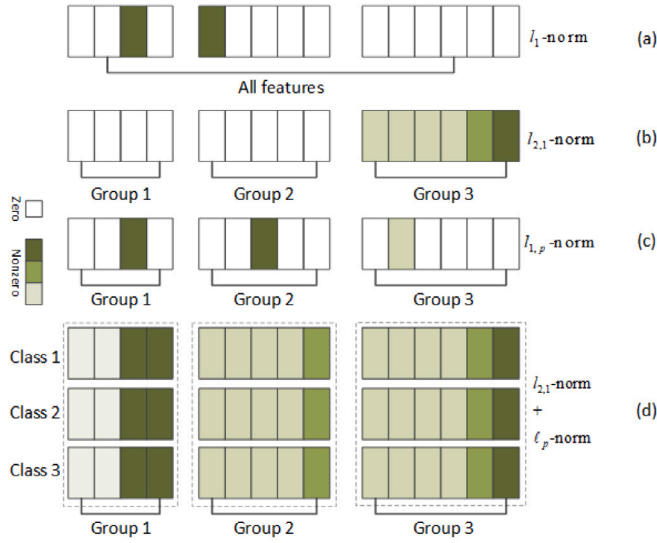 l1-norm (a)
All features
l2,1-norm (b)
Group 1 Group 2 Group 3
Zero
Nonzero
l1,p-norm (c)
Group 1 Group 2 Group 3
Class 1
Class 2
Class 3
l2,1-norm
+
ℓp-norm
(d)
Group 1 Group 2 Group 3